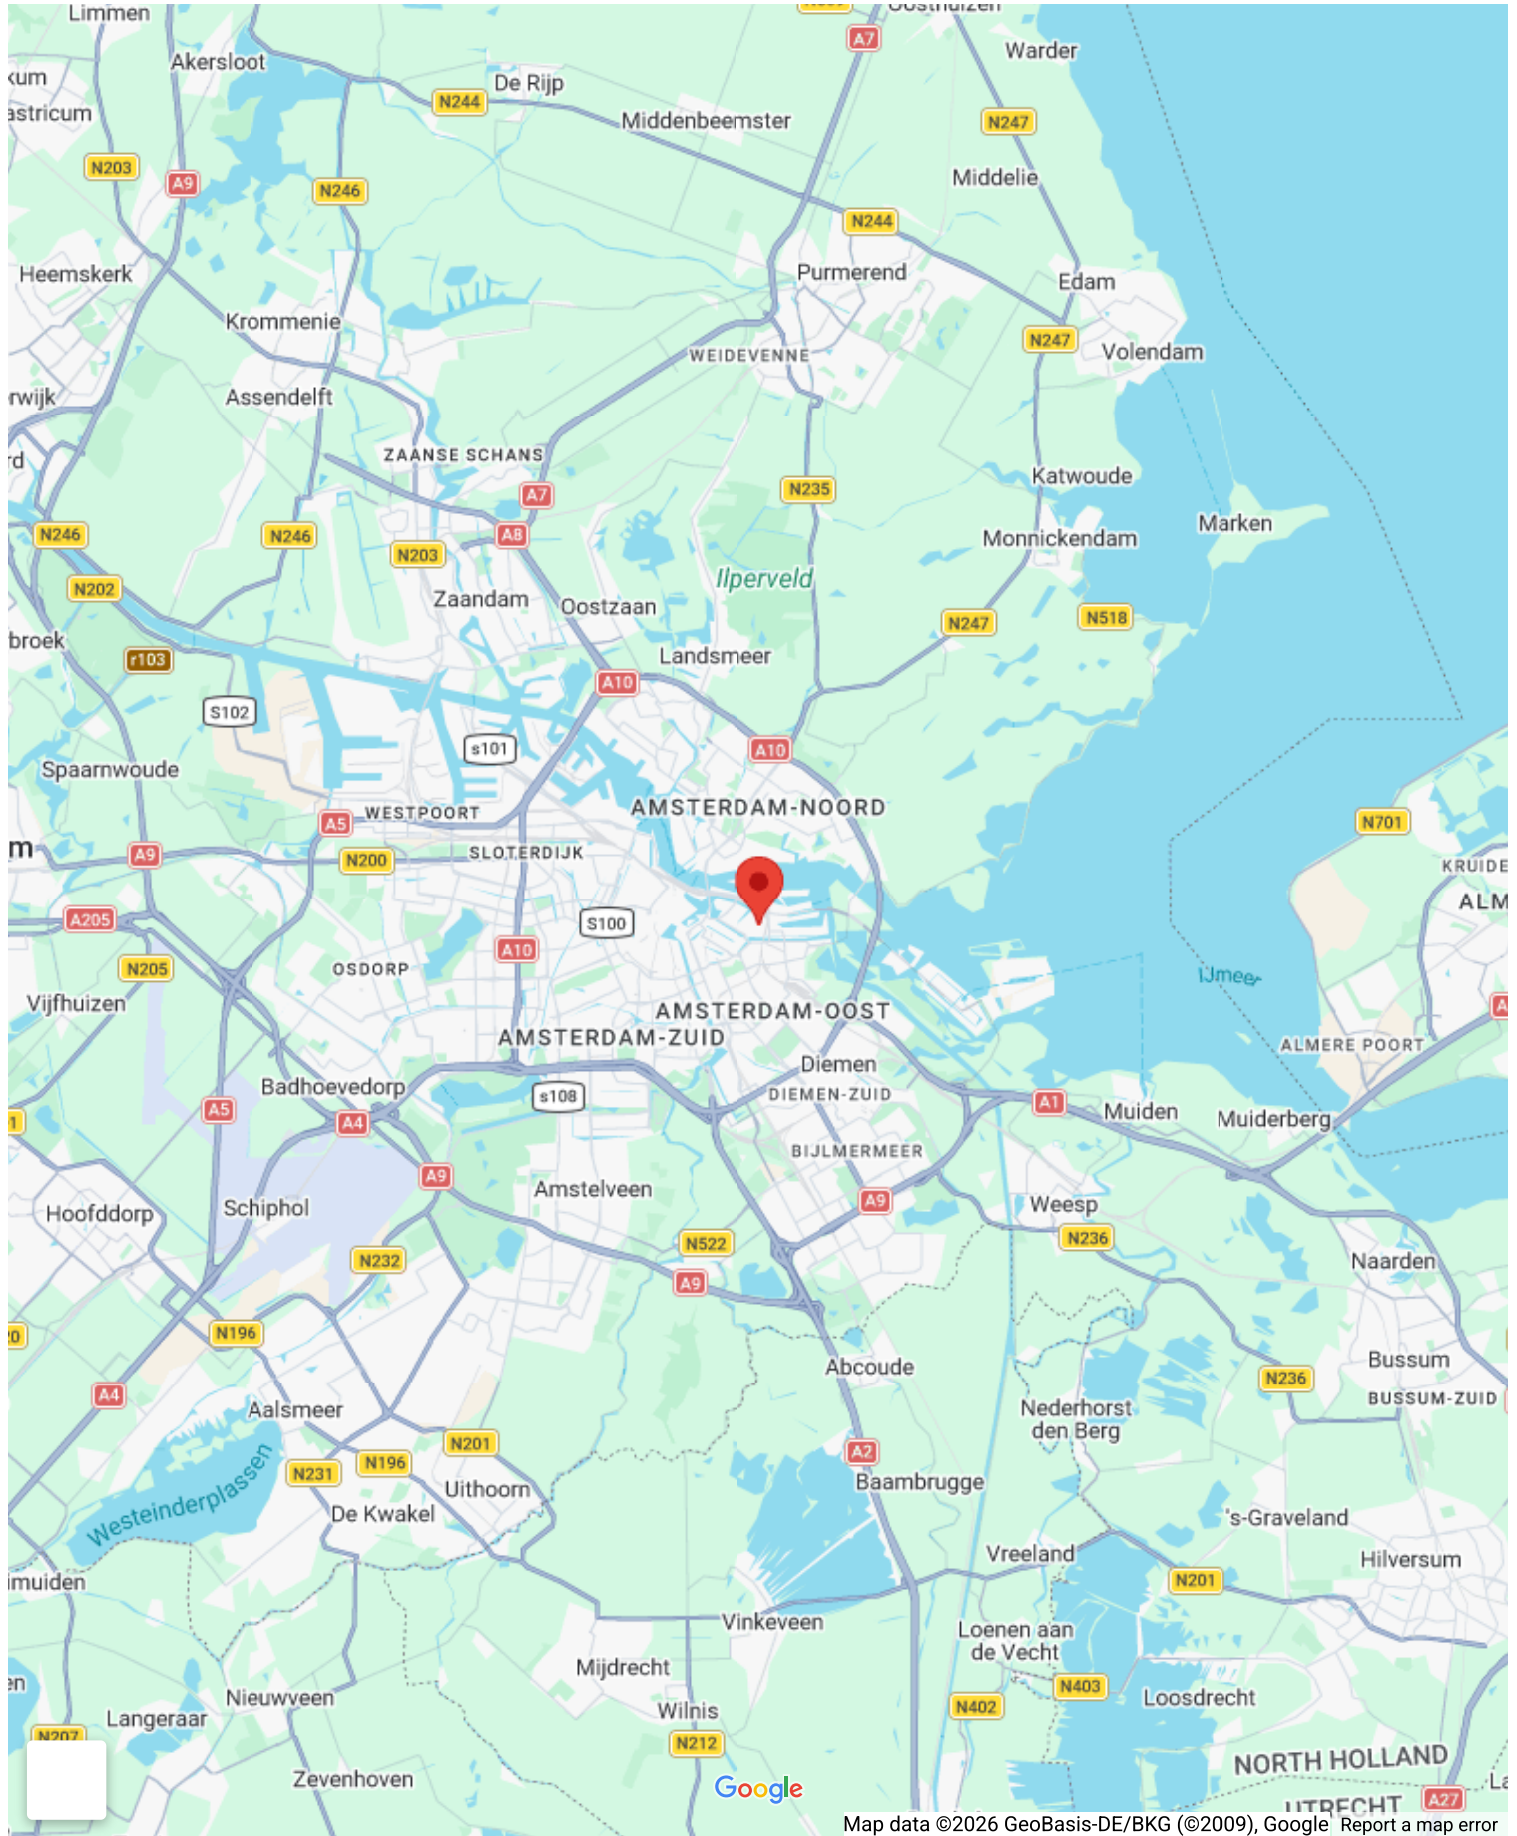 Limmen
Oosthuizen
A7
Warder
Akersloot
De Rijp
N244
Middenbeemster
N247
N203
A9
N246
Middelie
N244
Heemskerk
Purmerend
Edam
Krommenie
N247
WEIDEVENNE
Volendam
Assendelft
ZAANSE SCHANS
A7
N235
Katwoude
Marken
N246
N246
A8
Monnickendam
N203
N202
Ilperveld
Zaandam
Oostzaan
N247
N518
r103
Landsmeer
A10
S102
s101
A10
Spaarnwoude
AMSTERDAM-NOORD
WESTPOORT
A5
N701
A9
N200
SLOTERDIJK
KRUIDE
ALM
A205
S100
A10
N205
OSDORP
IJmeer
Vijfhuizen
AMSTERDAM-OOST
AMSTERDAM-ZUID
ALMERE POORT
Diemen
Badhoevedorp
s108
DIEMEN-ZUID
A5
A4
A1
Muiden
Muiderberg
BIJLMERMEER
A9
Amstelveen
A9
Schiphol
Hoofddorp
Weesp
N522
N236
N232
A9
Naarden
N196
Abcoude
Bussum
N236
A4
BUSSUM-ZUID
Aalsmeer
Nederhorst
den Berg
N201
A2
N196
N231
Baambrugge
Westeinderplassen
Uithoorn
De Kwakel
's-Graveland
Vreeland
Hilversum
N201
Vinkeveen
Loenen aan
de Vecht
Mijdrecht
N403
Nieuwveen
Loosdrecht
N402
Wilnis
Langeraar
N207
N212
NORTH HOLLAND
Zevenhoven
Google
A27
UTRECHT
Map data ©2026 GeoBasis-DE/BKG (©2009), Google
Report a map error